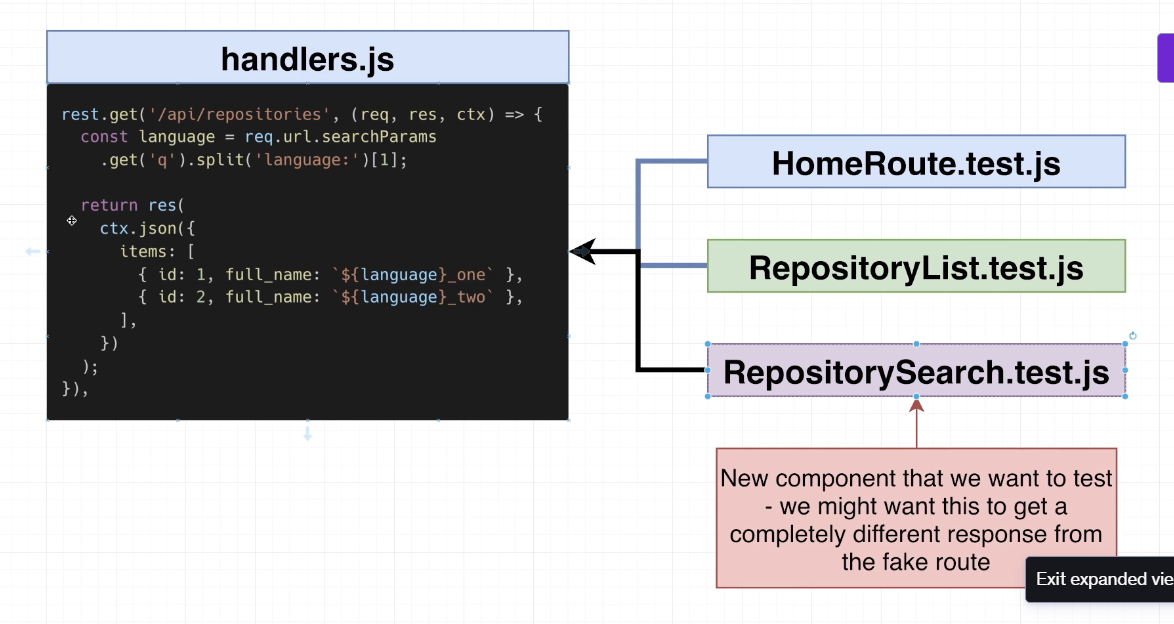 handlers.js
rest.get('/api/repositories', (req, res, ctx) => {
  const language = req.url.searchParams
    .get('q').split('language:')[1];
  return res(
    ctx.json({
      items: [
        { id: 1, full_name: `${language}_one` },
        { id: 2, full_name: `${language}_two` },
      ],
    })
  );
}),
HomeRoute.test.js
RepositoryList.test.js
RepositorySearch.test.js
New component that we want to test
- we might want this to get a
completely different response from
the fake route
Exit expanded vie